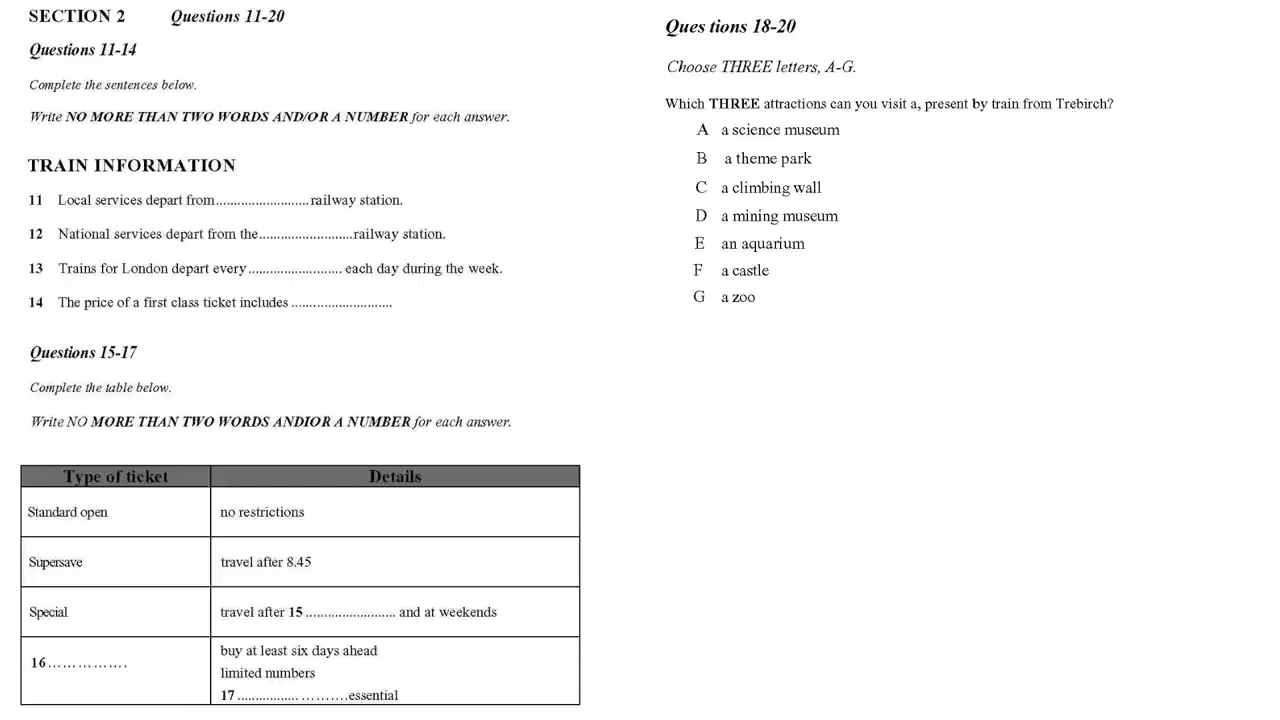 SECTION 2 Questions 11-20
Questions 11-14
Complete the sentences below.
Write NO MORE THAN TWO WORDS AND/OR A NUMBER for each answer.
TRAIN INFORMATION
11 Local services depart from.........................railway station.
12 National services depart from the.........................railway station.
13 Trains for London depart every......................... each day during the week.
14 The price of a first class ticket includes ...........................
Questions 15-17
Complete the table below.
Write NO MORE THAN TWO WORDS ANDIOR A NUMBER for each answer.
Type of ticket Details
Standard open no restrictions
Supersave travel after 8.45
Special travel after 15 ........................ and at weekends
16……………. buy at least six days ahead
limited numbers
17 ................. ……….essential
Ques tions 18-20
Choose THREE letters, A-G.
Which THREE attractions can you visit a, present by train from Trebirch?
A a science museum
B a theme park
C a climbing wall
D a mining museum
E an aquarium
F a castle
G a zoo